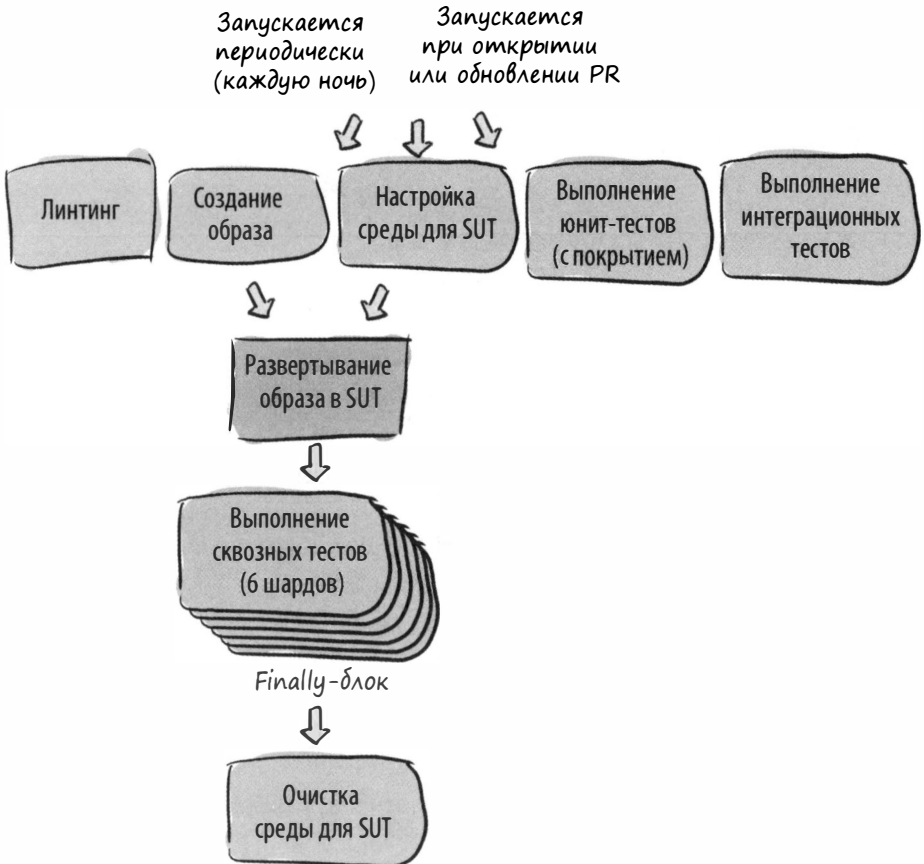 Запускается
периодически
(каждую ночь)
Запускается
при открытии
или обновлении PR
Линтинг
Создание
образа
Настройка
среды для SUT
Выполнение
юнит-тестов
(с покрытием)
Выполнение
интеграционных
тестов
Развертывание
образа в SUT
Выполнение
сквозных тестов
(6 шардов)
Finally-блок
Очистка
среды для SUT